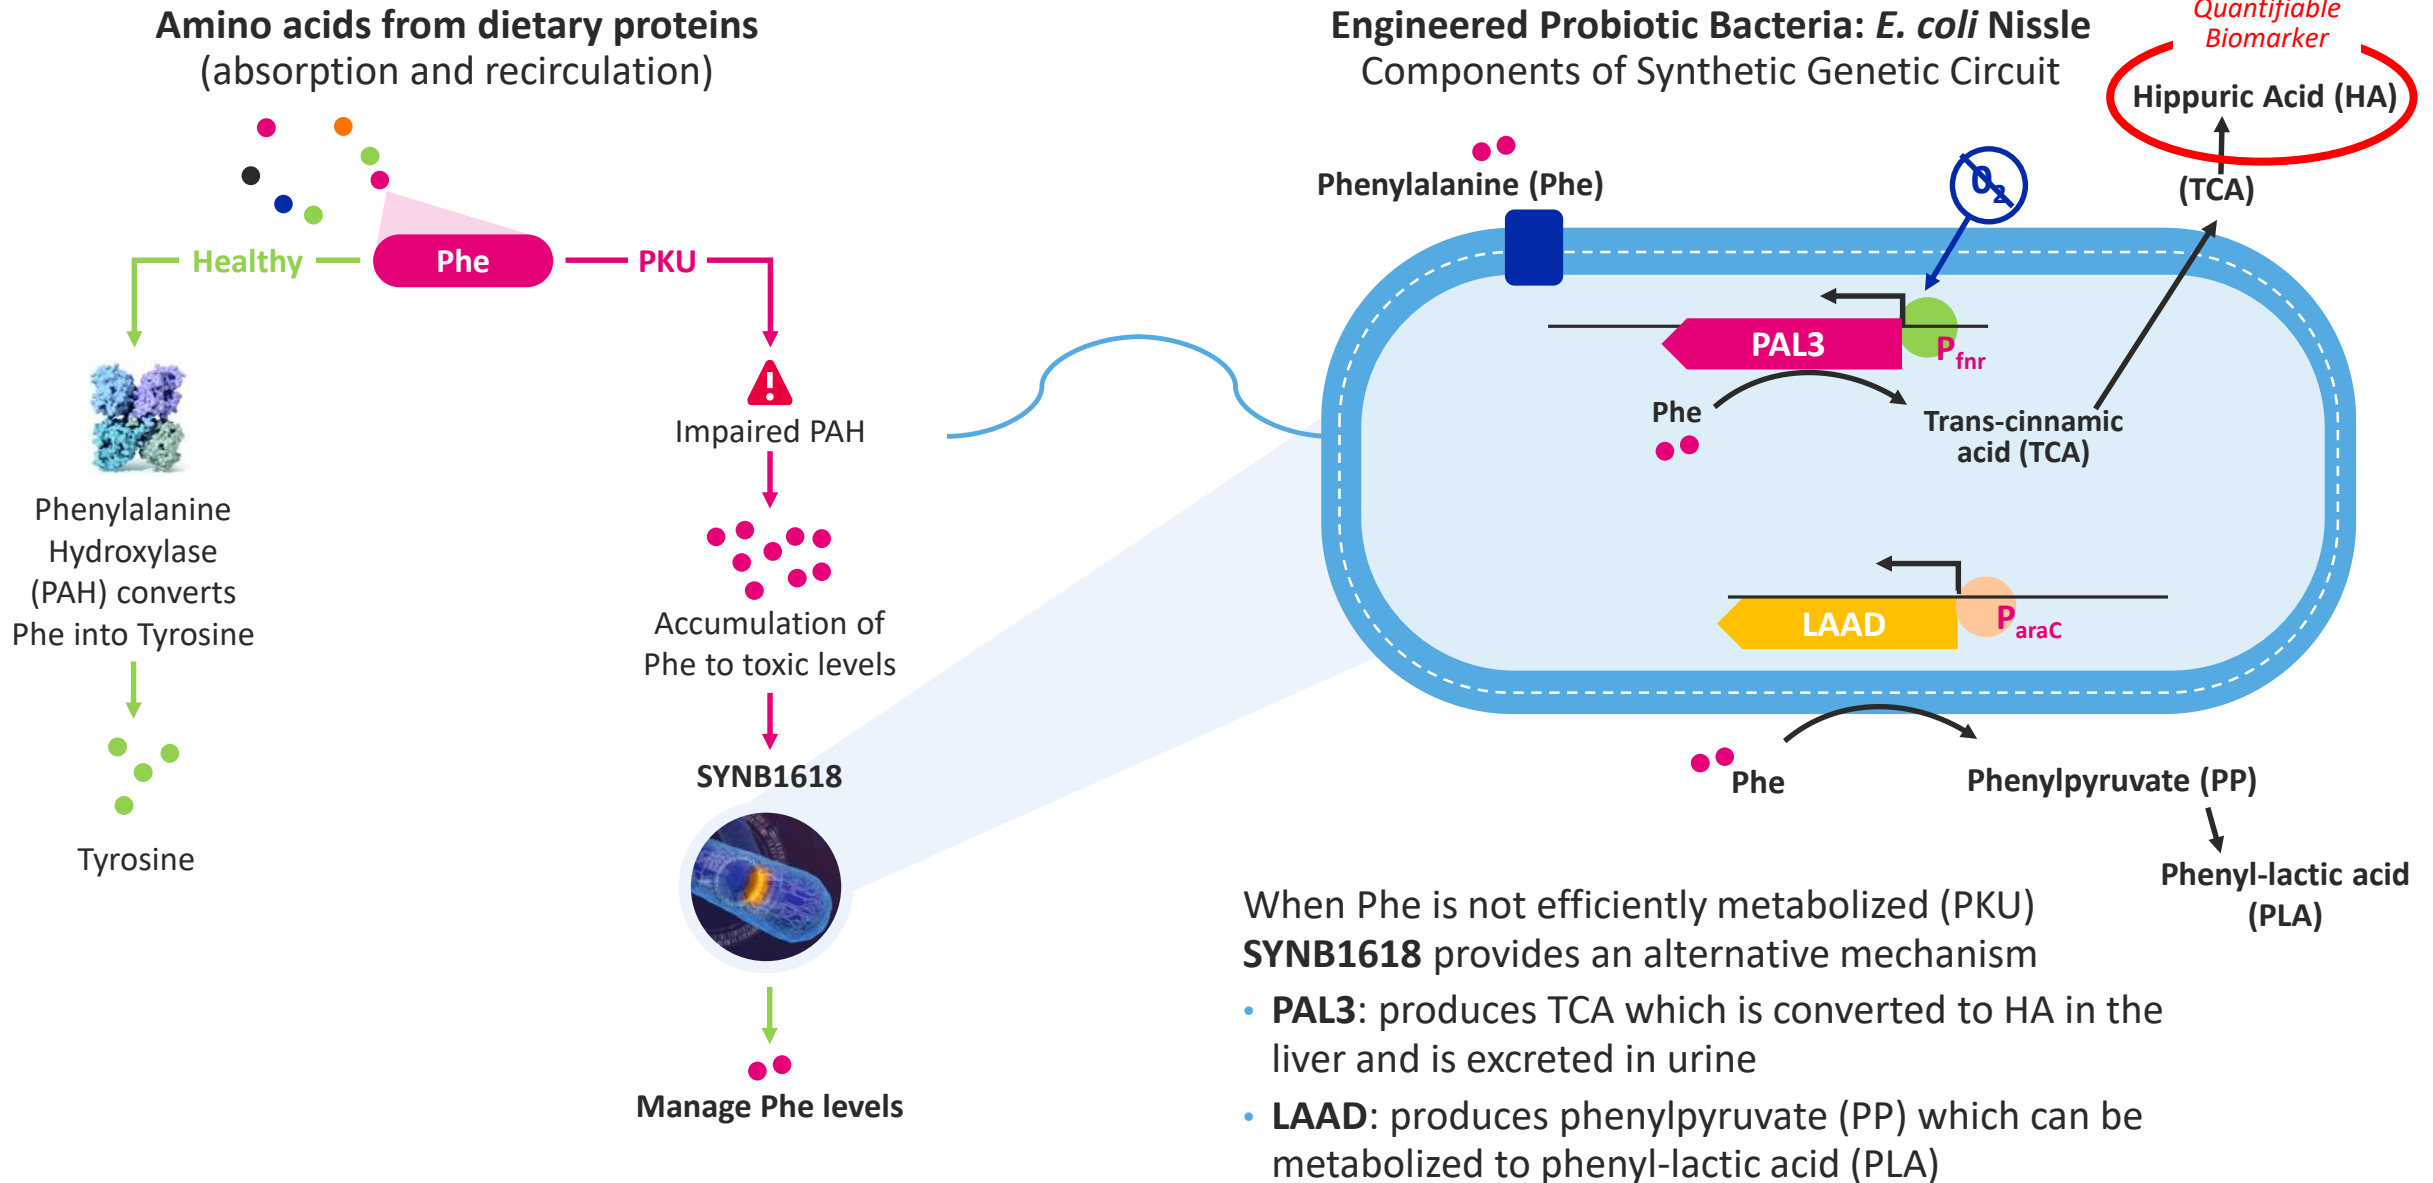 Amino acids from dietary proteins
(absorption and recirculation)
Healthy
Phe
PKU
Phenylalanine
Hydroxylase
(PAH) converts
Phe into Tyrosine
Tyrosine
Impaired PAH
Accumulation of
Phe to toxic levels
SYNB1618
Manage Phe levels
Engineered Probiotic Bacteria: E. coli Nissle
Components of Synthetic Genetic Circuit
Quantifiable
Biomarker
Hippuric Acid (HA)
(TCA)
Phenylalanine (Phe)
O2
PAL3
Pfnr
Phe
Trans-cinnamic
acid (TCA)
LAAD
ParaC
Phe
Phenylpyruvate (PP)
Phenyl-lactic acid
(PLA)
When Phe is not efficiently metabolized (PKU)
SYNB1618 provides an alternative mechanism
• PAL3: produces TCA which is converted to HA in the
liver and is excreted in urine
• LAAD: produces phenylpyruvate (PP) which can be
metabolized to phenyl-lactic acid (PLA)